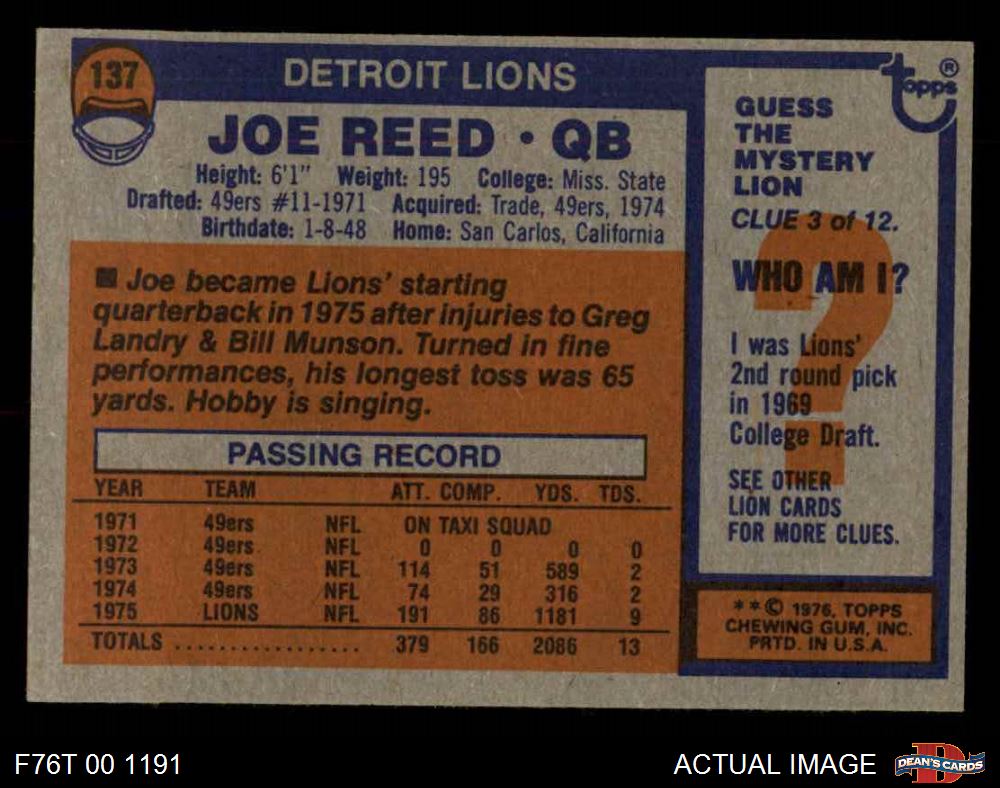 137
DETROIT LIONS
JOE REED • QB
Height: 6'1" Weight: 195 College: Miss. State
Drafted: 49ers #11-1971 Acquired: Trade, 49ers, 1974
Birthdate: 1-8-48 Home: San Carlos, California
■ Joe became Lions' starting
quarterback in 1975 after injuries to Greg
Landry & Bill Munson. Turned in fine
performances, his longest toss was 65
yards. Hobby is singing.
PASSING RECORD
YEAR TEAM ATT. COMP. YDS. TDS.
1971 49ers NFL ON TAXI SQUAD
1972 49ers NFL 0 0 0 0
1973 49ers NFL 114 51 589 2
1974 49ers NFL 74 29 316 2
1975 LIONS NFL 191 86 1181 9
TOTALS ................. 379 166 2086 13
topps ®
GUESS
THE
MYSTERY
LION
CLUE 3 of 12.
?
WHO AM I?
I was Lions'
2nd round pick
in 1969
College Draft.
SEE OTHER
LION CARDS
FOR MORE CLUES.
**© 1976, TOPPS
CHEWING GUM, INC.
PRTD. IN U.S.A.
F76T 00 1191
ACTUAL IMAGE
D
DEAN'S CARDS